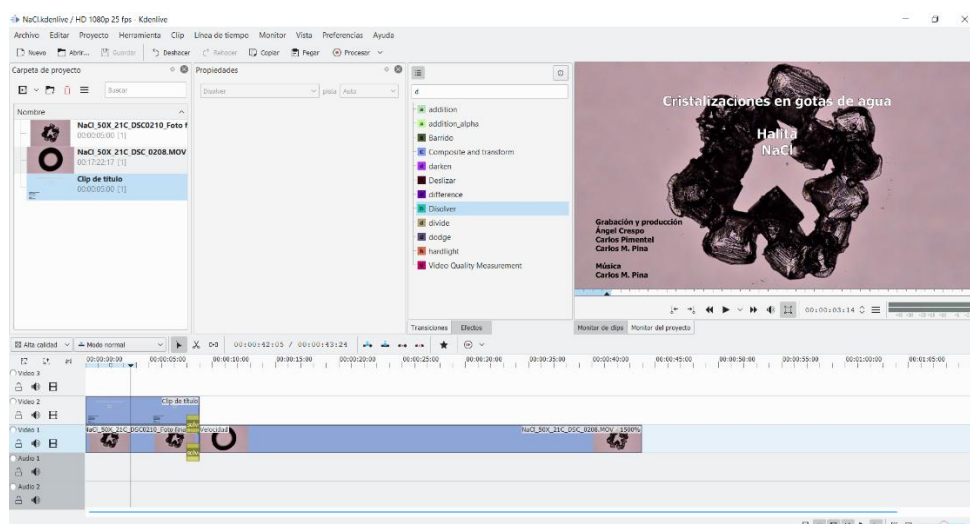 NaCl.kdenlive / HD 1080p 25 fps - Kdenlive
Archivo Editar Proyecto Herramienta Clip Línea de tiempo Monitor Vista Preferencias Ayuda
Nuevo Abrir... Guardar Deshacer Rehacer Copiar Pegar Procesar
Carpeta de proyecto
Buscar
Nombre
NaCl_50X_21C_DSC0210_Foto f
00:00:05:00 [1]
NaCl_50X_21C_DSC_0208.MOV
00:17:22:17 [1]
Clip de título
00:00:05:00 [1]
Propiedades
Disolver pista Auto
d
addition
addition_alpha
Barrido
Composite and transform
darken
Deslizar
difference
Disolver
divide
dodge
hardlight
Video Quality Measurement
Transiciones Efectos
Cristalizaciones en gotas de agua
Halita
NaCl
Grabación y producción
Ángel Crespo
Carlos Pimentel
Carlos M. Pina
Música
Carlos M. Pina
00:00:03:14
Monitor de clips Monitor del proyecto
Alta calidad Modo normal 00:00:42:05 / 00:00:43:24
00:00:00:00 00:00:05:00 00:00:10:00 00:00:15:00 00:00:20:00 00:00:25:00 00:00:30:00 00:00:35:00 00:00:40:00 00:00:45:00 00:00:50:00 00:00:55:00 00:01:00:00 00:01:05:00
Video 3
Video 2
Clip de título
Video 1
NaCl_50X_21C_DSC0210_Foto fina Velocidad NaCl_50X_21C_DSC_0208.MOV - 1500%
Audio 1
Audio 2